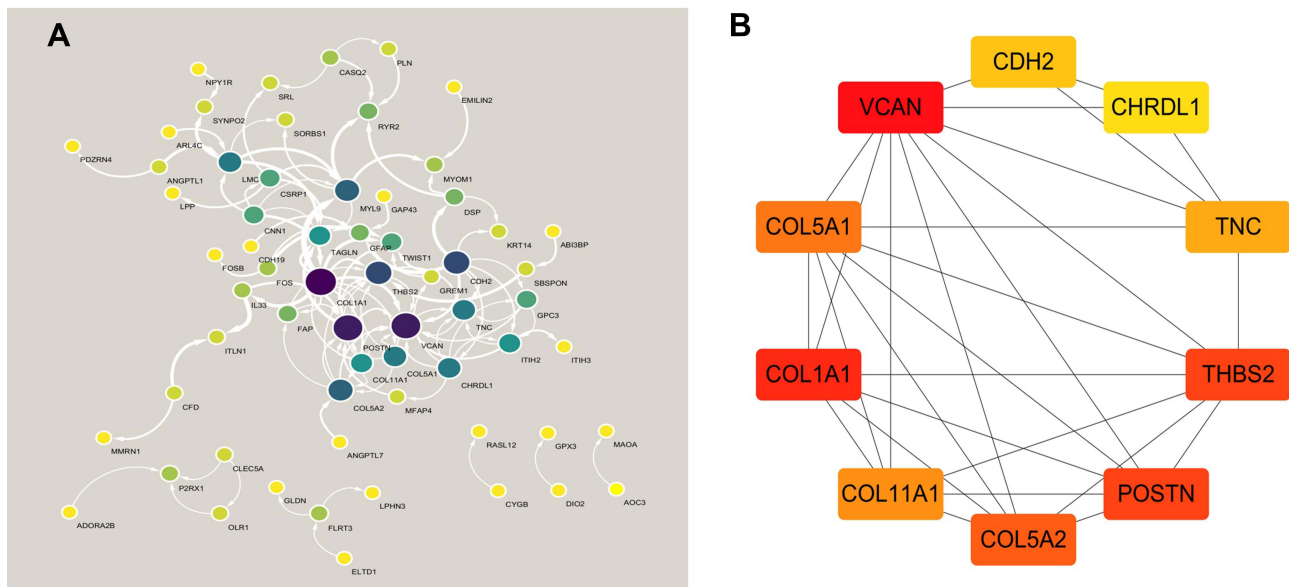 A
NPY1R
SYNPO2
ARL4C
PDZRN4
ANGPTL1
LPP
SRL
CASQ2
PLN
EMILIN2
SORBS1
RYR2
LMC
CSRP1
MYL9
GAP43
MYOM1
DSP
CNN1
TAGLN
GFAP
TWIST1
KRT14
ABI3BP
FOSB
CDH19
FOS
THBS2
GREM1
CDH2
SBSPON
IL33
COL1A1
TNC
GPC3
FAP
POSTN
VCAN
ITIH2
ITIH3
ITLN1
COL11A1
COL5A1
CHRDL1
COL5A2
MFAP4
CFD
MMRN1
ANGPTL7
RASL12
GPX3
MAOA
CLEC5A
P2RX1
ADORA2B
OLR1
GLDN
LPHN3
FLRT3
ELTD1
CYGB
DIO2
AOC3
B
CDH2
VCAN
CHRDL1
COL5A1
TNC
COL1A1
THBS2
COL11A1
POSTN
COL5A2